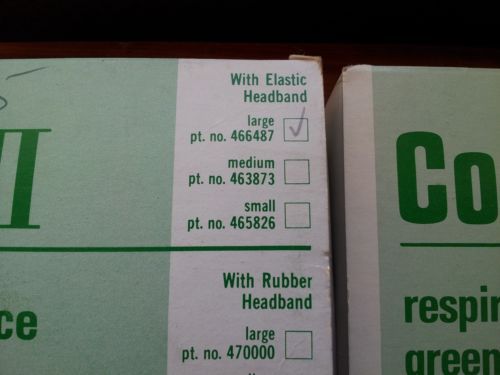 5
II
With Elastic
Headband
large
pt. no. 466487
medium
pt. no. 463873
small
pt. no. 465826
With Rubber
Headband
large
pt. no. 470000
ce
Co
respir
green